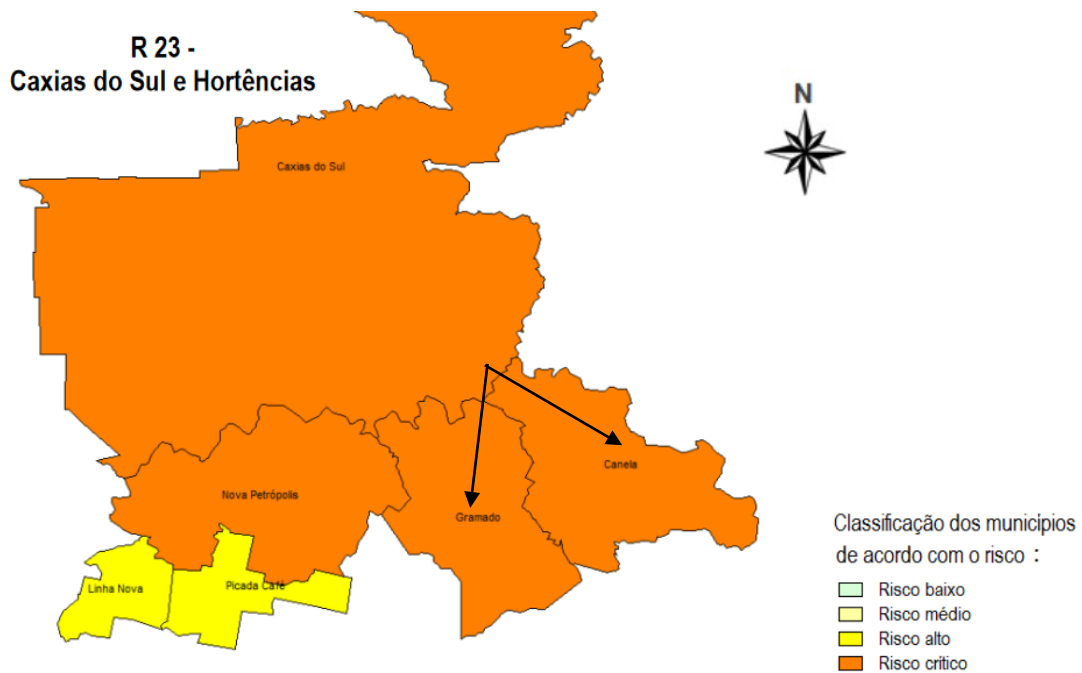 R 23 -
Caxias do Sul e Hortências
N
Caxias do Sul
Canela
Nova Petrópolis
Gramado
Linha Nova
Picada Café
Classificação dos municípios
de acordo com o risco :
Risco baixo
Risco médio
Risco alto
Risco crítico